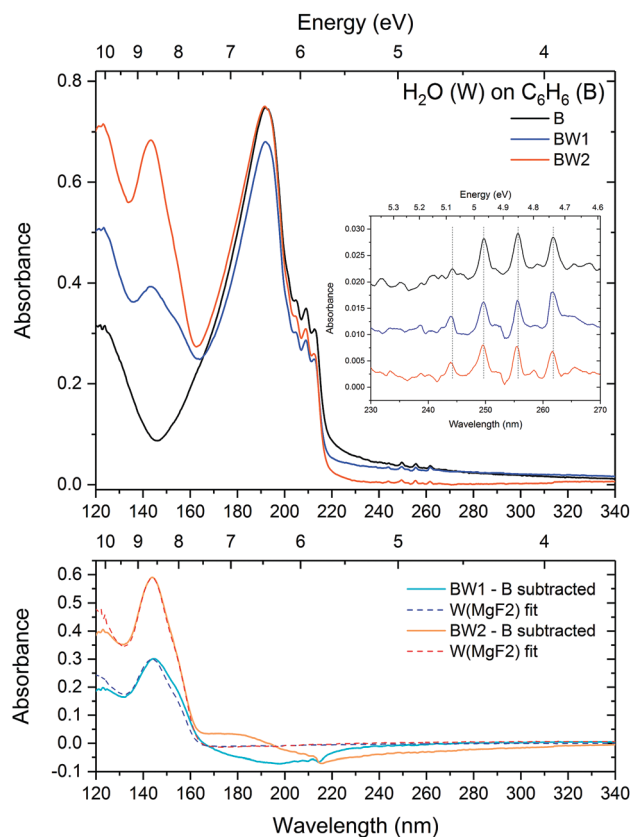 Energy (eV)
10 9 8 7 6 5 4
H₂O (W) on C₆H₆ (B)
B
BW1
BW2
Absorbance
0.8
0.6
0.4
0.2
0.0
Energy (eV)
5.3 5.2 5.1 5 4.9 4.8 4.7 4.6
Absorbance
0.030
0.025
0.020
0.015
0.010
0.005
0.000
230 240 250 260 270
Wavelength (nm)
120 140 160 180 200 220 240 260 280 300 320 340
10 9 8 7 6 5 4
BW1 - B subtracted
W(MgF2) fit
BW2 - B subtracted
W(MgF2) fit
Absorbance
0.6
0.5
0.4
0.3
0.2
0.1
0.0
-0.1
120 140 160 180 200 220 240 260 280 300 320 340
Wavelength (nm)